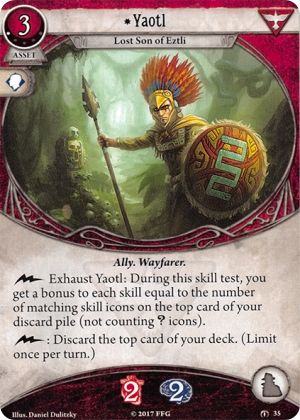 3
Yaotl
ASSET
Lost Son of Eztli
Ally. Wayfarer.
Exhaust Yaotl: During this skill test, you
get a bonus to each skill equal to the number
of matching skill icons on the top card of your
discard pile (not counting ? icons).
: Discard the top card of your deck. (Limit
once per turn.)
2 2
Illus. Daniel Dulitzky © 2017 FFG 35